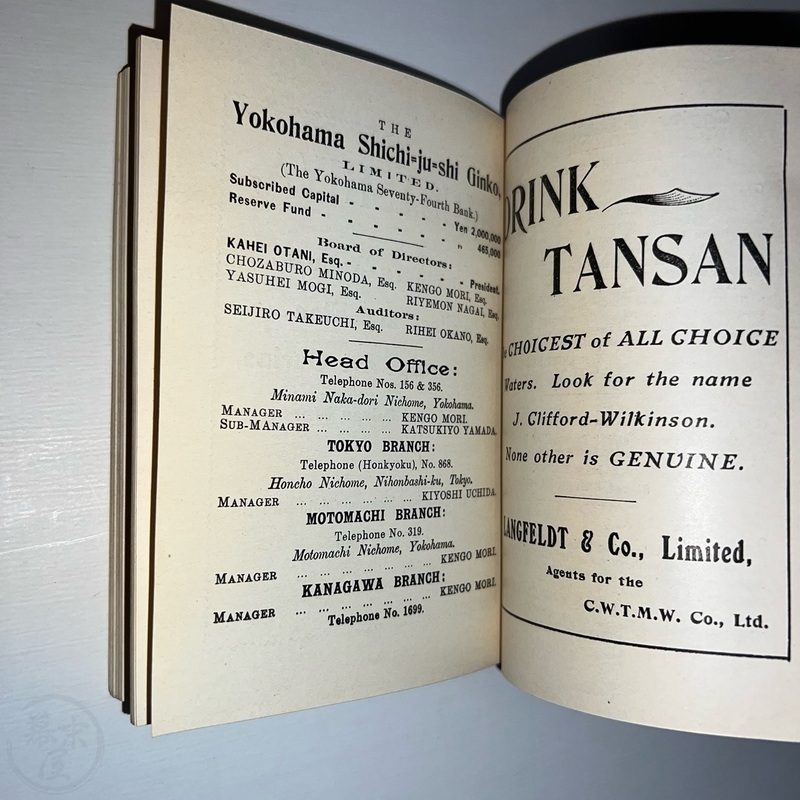 THE
Yokohama Shichi=ju=shi Ginko,
LIMITED.
(The Yokohama Seventy-Fourth Bank.)
Subscribed Capital - - - - - Yen 2,000,000
Reserve Fund - - - - - - „ 465,000
Board of Directors:
KAHEI OTANI, Esq. - - - - - - President.
CHOZABURO MINODA, Esq. KENGO MORI, Esq.
YASUHEI MOGI, Esq. RIYEMON NAGAI, Esq.
Auditors:
SEIJIRO TAKEUCHI, Esq. RIHEI OKANO, Esq.
Head Office:
Telephone Nos. 156 & 356.
Minami Naka-dori Nichome, Yokohama.
MANAGER ... ... ... ... ... KENGO MORI.
SUB-MANAGER ... ... ... ... KATSUKIYO YAMADA.
TOKYO BRANCH:
Telephone (Honkyoku), No. 868.
Honcho Nichome, Nihonbashi-ku, Tokyo.
MANAGER ... ... ... ... ... ... KIYOSHI UCHIDA.
MOTOMACHI BRANCH:
Telephone No. 319.
Motomachi Nichome, Yokohama.
MANAGER ... ... ... ... ... ... KENGO MORI.
KANAGAWA BRANCH:
MANAGER ... ... ... ... ... ... KENGO MORI.
Telephone No. 1699.
DRINK
TANSAN
CHOICEST of ALL CHOICE
Waters. Look for the name
J. Clifford-Wilkinson.
None other is GENUINE.
LANGFELDT & Co., Limited,
Agents for the
C.W.T.M.W. Co., Ltd.